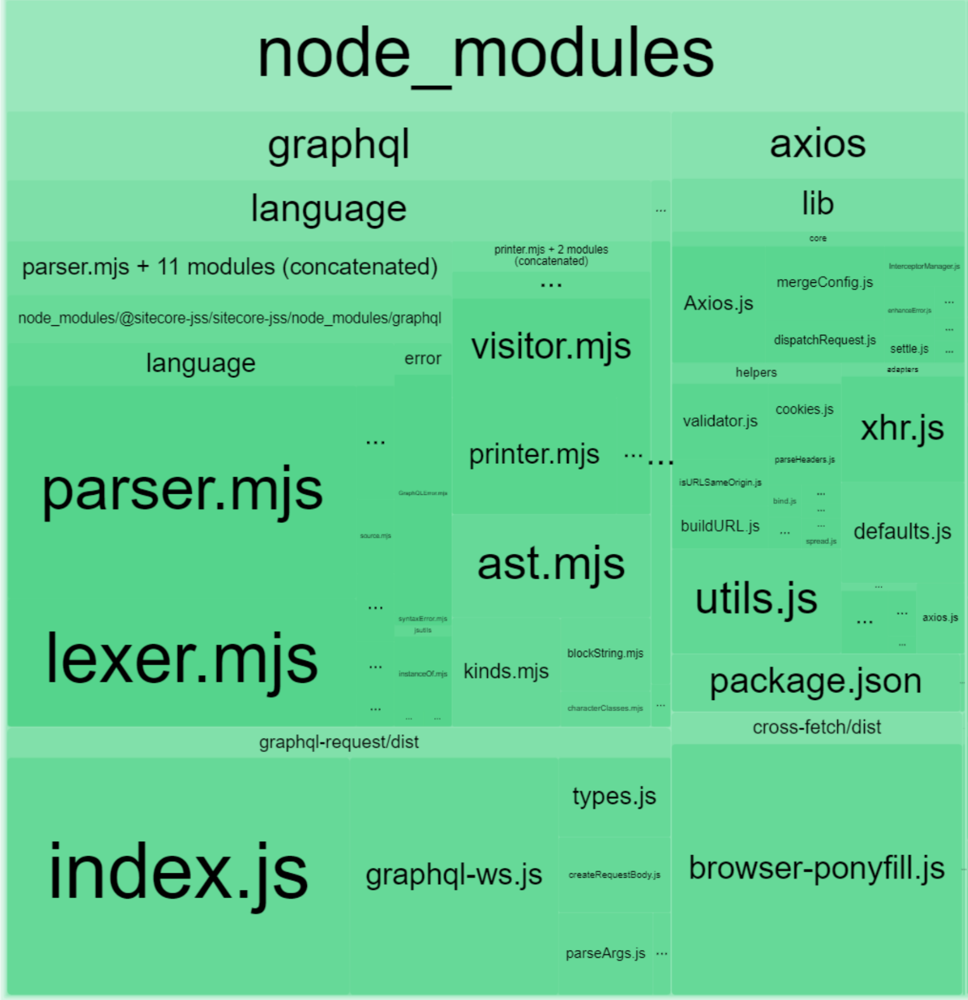 node_modules
graphql
axios
language
...
lib
core
parser.mjs + 11 modules (concatenated)
printer.mjs + 2 modules
(concatenated)
...
Axios.js
mergeConfig.js
InterceptorManager.js
...
enhanceError.js
...
dispatchRequest.js
settle.js
...
node_modules/@sitecore-jss/sitecore-jss/node_modules/graphql
language
error
visitor.mjs
helpers
adapters
parser.mjs
...
GraphQLError.mjs
source.mjs
printer.mjs
...
...
validator.js
cookies.js
xhr.js
parseHeaders.js
isURLSameOrigin.js
bind.js
...
...
buildURL.js
...
...
spread.js
defaults.js
ast.mjs
utils.js
...
...
...
...
axios.js
lexer.mjs
...
syntaxError.mjs
jsutils
...
instanceOf.mjs
...
...
...
kinds.mjs
blockString.mjs
characterClasses.mjs
...
package.json
...
graphql-request/dist
cross-fetch/dist
index.js
graphql-ws.js
types.js
createRequestBody.js
parseArgs.js
...
browser-ponyfill.js